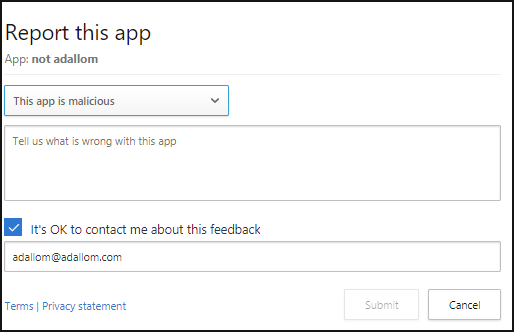 Report this app
App: not adallom
This app is malicious
Tell us what is wrong with this app
It's OK to contact me about this feedback
adallom@adallom.com
Terms | Privacy statement
Submit
Cancel